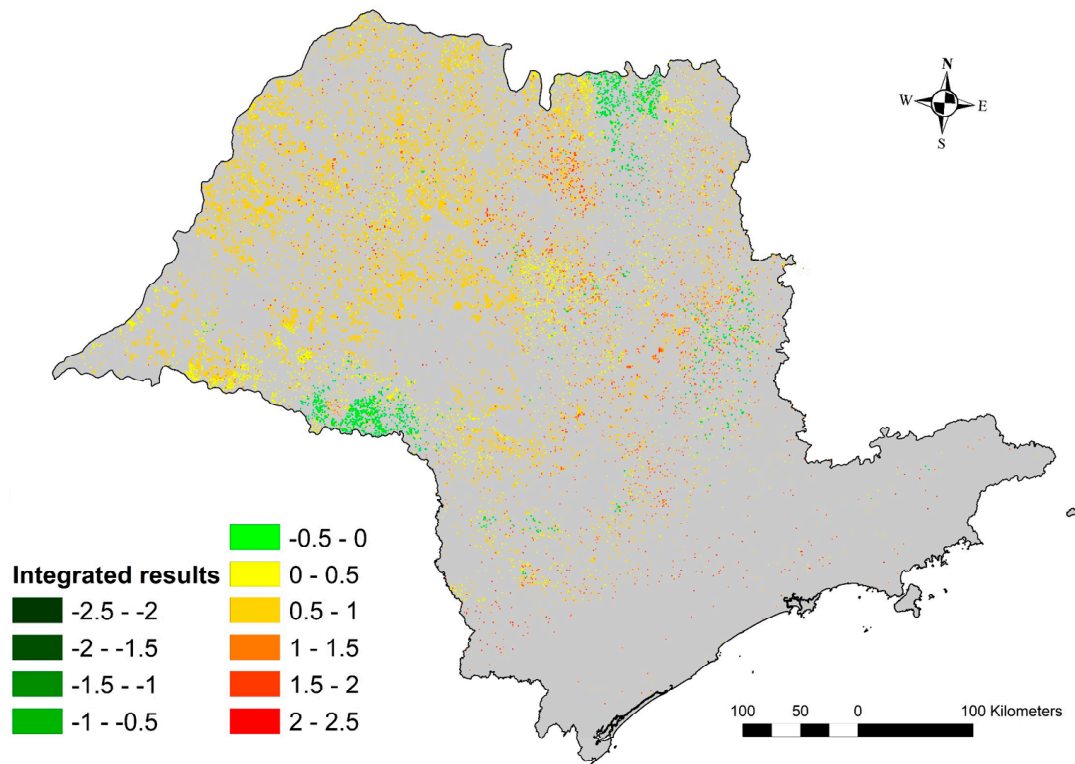 N
W E
S
Integrated results
-2.5 - -2
-2 - -1.5
-1.5 - -1
-1 - -0.5
-0.5 - 0
0 - 0.5
0.5 - 1
1 - 1.5
1.5 - 2
2 - 2.5
100 50 0 100 Kilometers